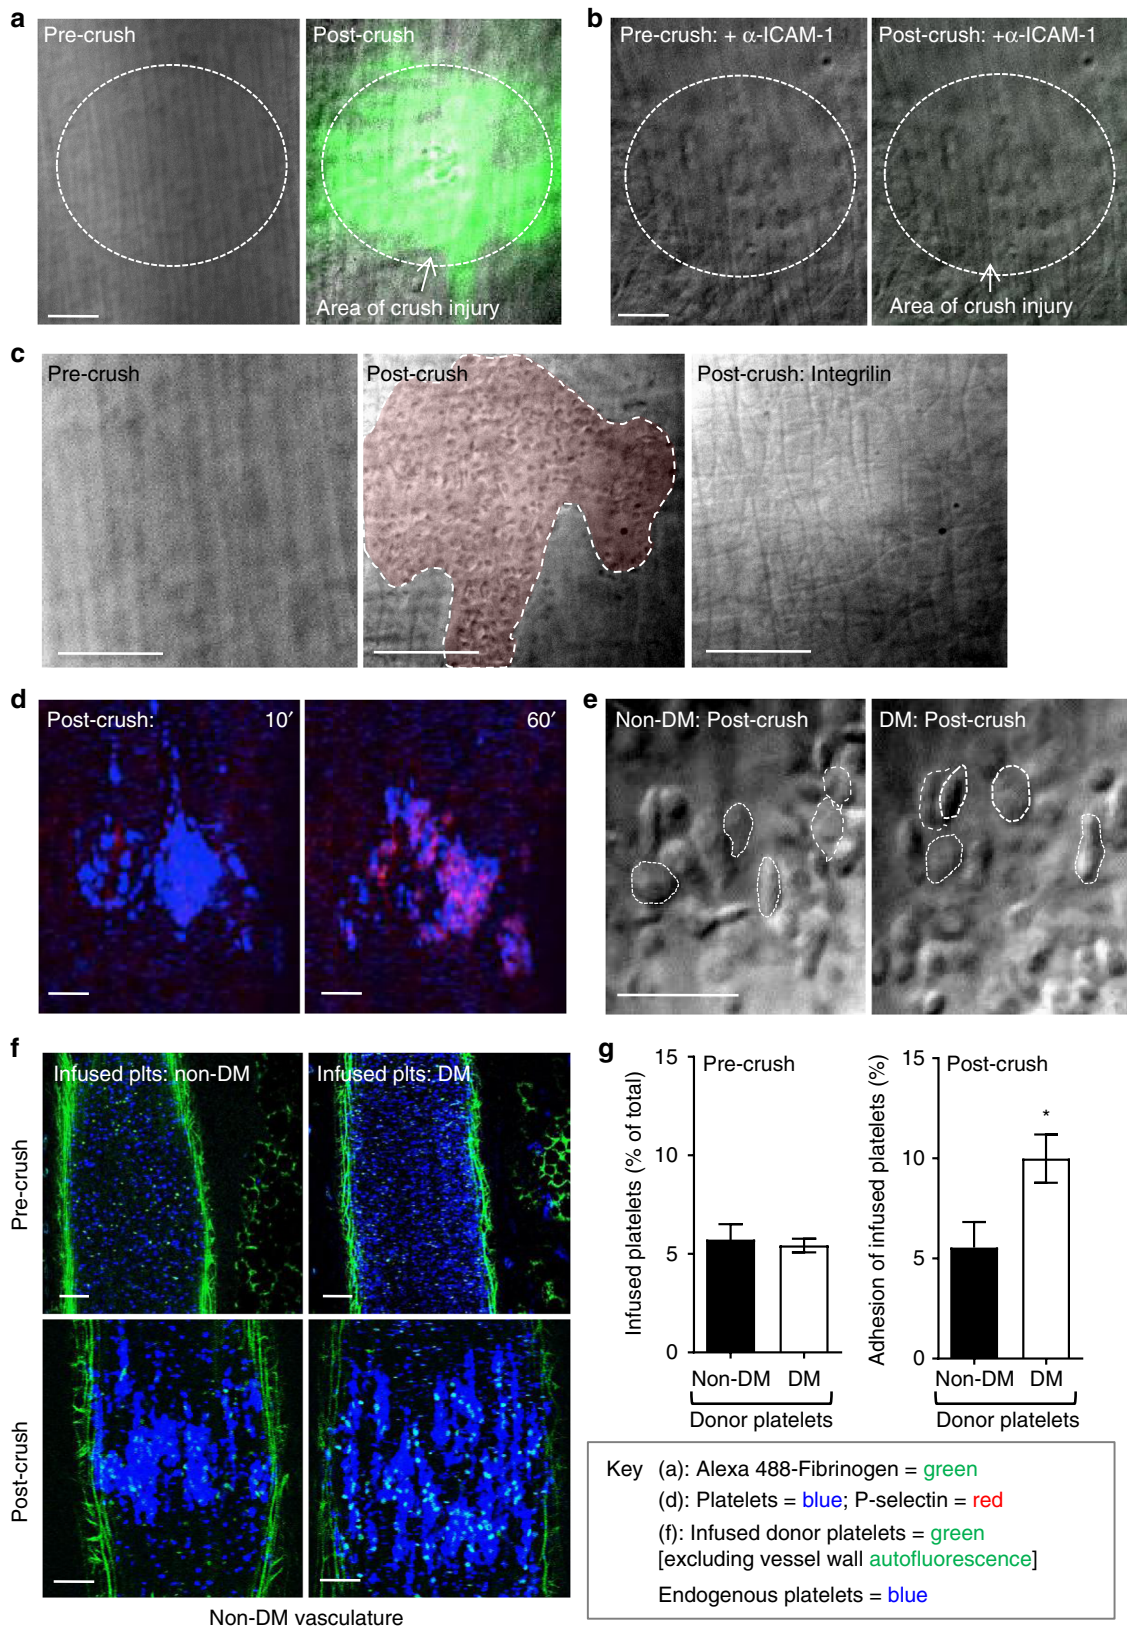 a
Pre-crush
Post-crush
Area of crush injury
b
Pre-crush: + α-ICAM-1
Post-crush: +α-ICAM-1
Area of crush injury
c
Pre-crush
Post-crush
Post-crush: Integrilin
d
Post-crush:
10′
60′
e
Non-DM: Post-crush
DM: Post-crush
f
Infused plts: non-DM
Infused plts: DM
Pre-crush
Post-crush
Non-DM vasculature
g
Infused platelets (% of total)
15
10
5
0
Pre-crush
Non-DM DM
Donor platelets
Adhesion of infused platelets (%)
15
10
5
0
Post-crush
*
Non-DM DM
Donor platelets
Key (a): Alexa 488-Fibrinogen = green
(d): Platelets = blue; P-selectin = red
(f): Infused donor platelets = green
[excluding vessel wall autofluorescence]
Endogenous platelets = blue